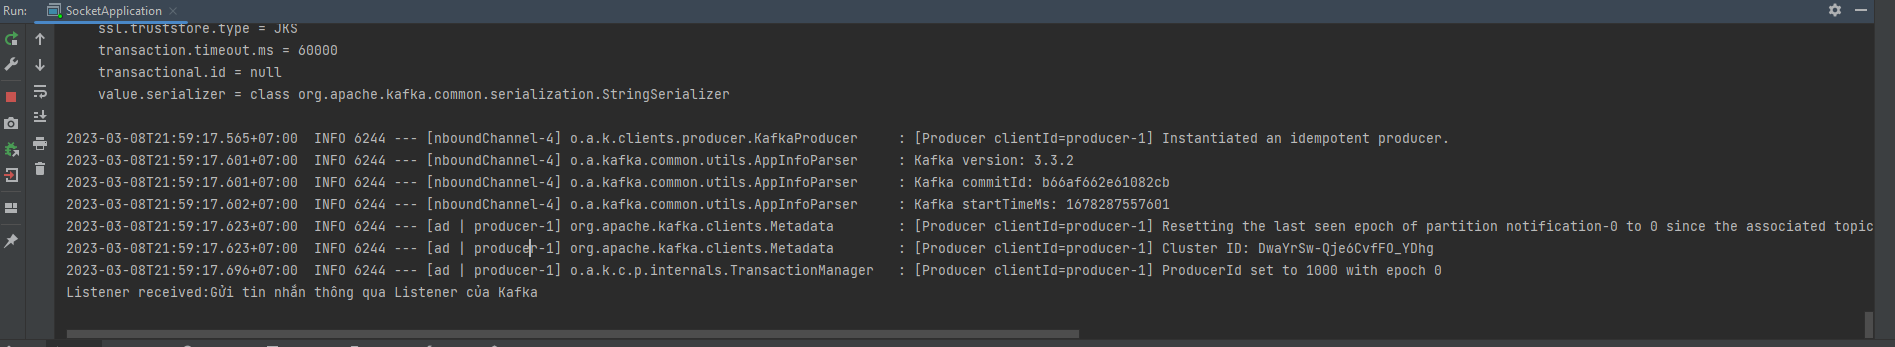 Run: SocketApplication
ssl.truststore.type = JKS
transaction.timeout.ms = 60000
transactional.id = null
value.serializer = class org.apache.kafka.common.serialization.StringSerializer
2023-03-08T21:59:17.565+07:00 INFO 6244 --- [nboundChannel-4] o.a.k.clients.producer.KafkaProducer : [Producer clientId=producer-1] Instantiated an idempotent producer.
2023-03-08T21:59:17.601+07:00 INFO 6244 --- [nboundChannel-4] o.a.kafka.common.utils.AppInfoParser : Kafka version: 3.3.2
2023-03-08T21:59:17.601+07:00 INFO 6244 --- [nboundChannel-4] o.a.kafka.common.utils.AppInfoParser : Kafka commitId: b66af662e61082cb
2023-03-08T21:59:17.602+07:00 INFO 6244 --- [nboundChannel-4] o.a.kafka.common.utils.AppInfoParser : Kafka startTimeMs: 1678287557601
2023-03-08T21:59:17.623+07:00 INFO 6244 --- [ad | producer-1] org.apache.kafka.clients.Metadata : [Producer clientId=producer-1] Resetting the last seen epoch of partition notification-0 to 0 since the associated topic
2023-03-08T21:59:17.623+07:00 INFO 6244 --- [ad | producer-1] org.apache.kafka.clients.Metadata : [Producer clientId=producer-1] Cluster ID: DwaYrSw-Qje6CvfFO_YDhg
2023-03-08T21:59:17.696+07:00 INFO 6244 --- [ad | producer-1] o.a.k.c.p.internals.TransactionManager : [Producer clientId=producer-1] ProducerId set to 1000 with epoch 0
Listener received:Gửi tin nhắn thông qua Listener của Kafka